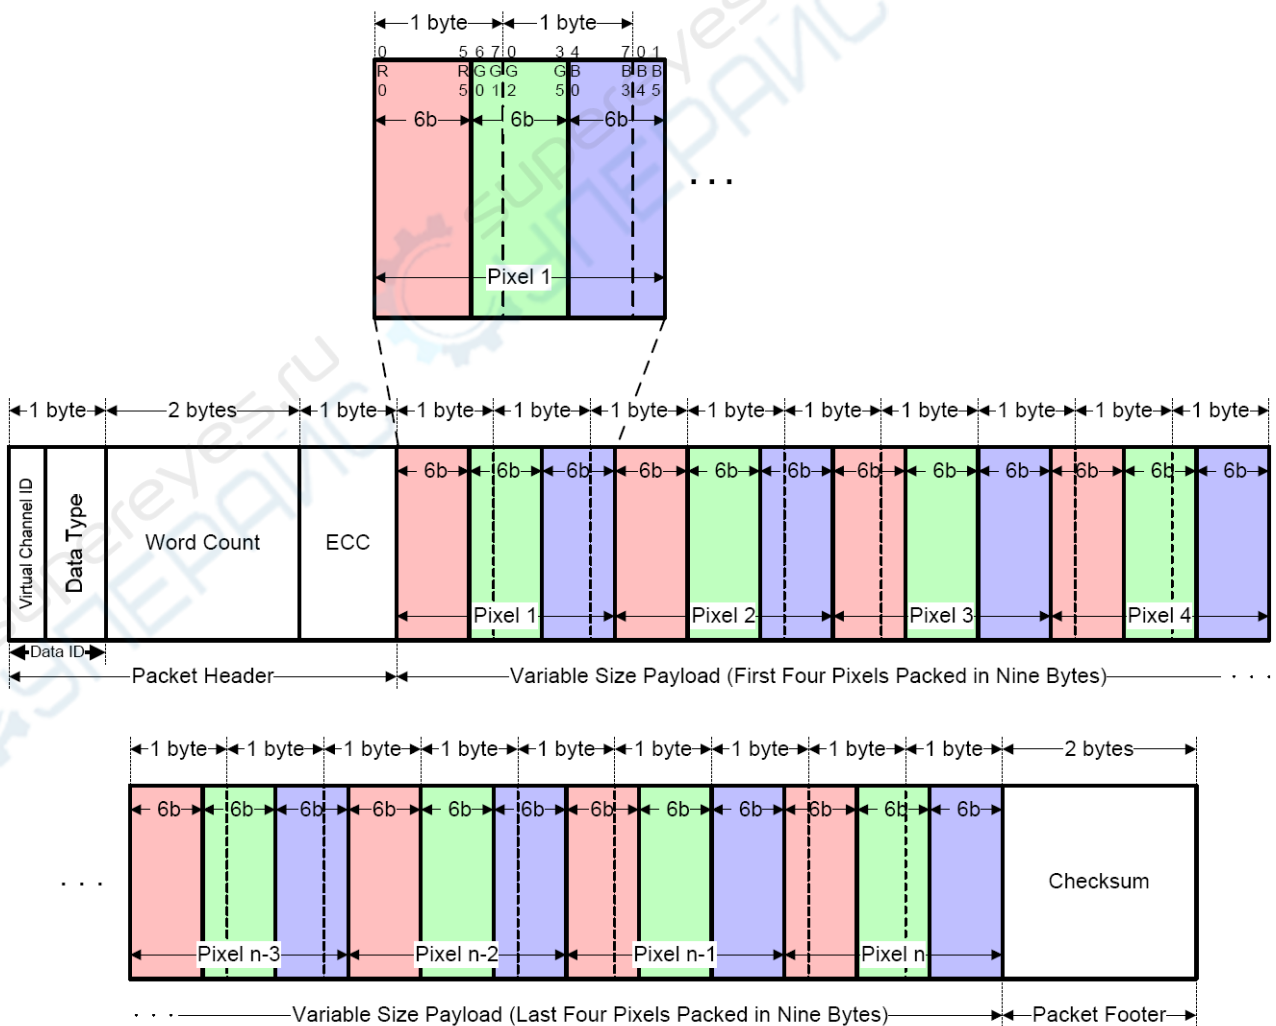 1 byte 1 byte
0 5 6 7 0 3 4 7 0 1
R R G G G G B B B B
0 5 0 1 2 5 0 3 4 5
6b 6b 6b
. . .
Pixel 1
1 byte 2 bytes 1 byte 1 byte 1 byte 1 byte 1 byte 1 byte 1 byte 1 byte 1 byte 1 byte
Virtual Channel ID
Data Type
Word Count
ECC
6b 6b 6b 6b 6b 6b 6b 6b 6b 6b 6b 6b
Pixel 1 Pixel 2 Pixel 3 Pixel 4
Data ID
Packet Header Variable Size Payload (First Four Pixels Packed in Nine Bytes) . . .
1 byte 1 byte 1 byte 1 byte 1 byte 1 byte 1 byte 1 byte 1 byte 2 bytes
6b 6b 6b 6b 6b 6b 6b 6b 6b 6b 6b 6b
. . .
Checksum
Pixel n-3 Pixel n-2 Pixel n-1 Pixel n
. . . Variable Size Payload (Last Four Pixels Packed in Nine Bytes) Packet Footer
supereyes.ru
СУПЕРАЙС
supereyes.ru
СУПЕРАЙС